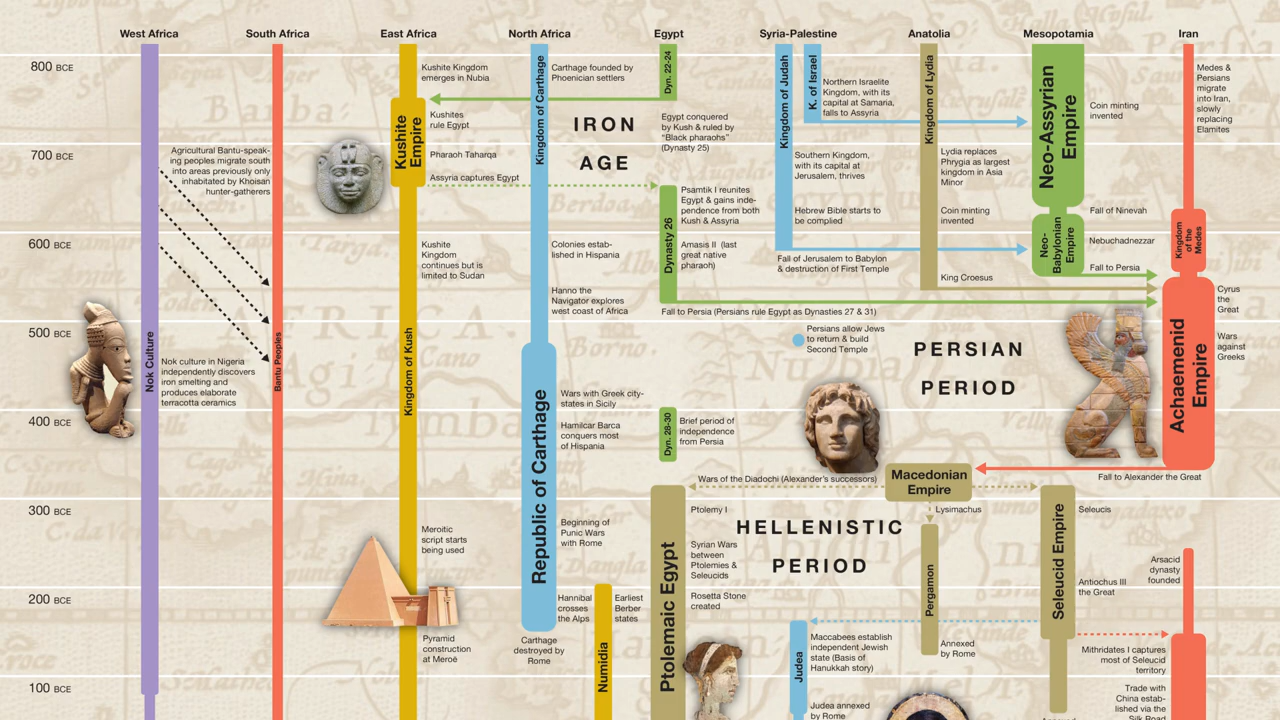 West Africa
South Africa
East Africa
North Africa
Egypt
Syria-Palestine
Anatolia
Mesopotamia
Iran
800 BCE
700 BCE
600 BCE
500 BCE
400 BCE
300 BCE
200 BCE
100 BCE
Nok Culture
Agricultural Bantu-speak-
ing peoples migrate south
into areas previously only
inhabited by Khoisan
hunter-gatherers
Nok culture in Nigeria
independently discovers
iron smelting and
produces elaborate
terracotta ceramics
Bantu Peoples
Kushite
Empire
Kingdom of Kush
Kushite Kingdom
emerges in Nubia
Kushites
rule Egypt
Pharaoh Taharqa
Assyria captures Egypt
Kushite
Kingdom
continues but is
limited to Sudan
Meroitic
script starts
being used
Pyramid
construction
at Meroë
Kingdom of Carthage
Republic of Carthage
Carthage founded by
Phoenician settlers
IRON
AGE
Colonies estab-
lished in Hispania
Hanno the
Navigator explores
west coast of Africa
Wars with Greek city-
states in Sicily
Hamilcar Barca
conquers most
of Hispania
Beginning of
Punic Wars
with Rome
Hannibal
crosses
the Alps
Earliest
Berber
states
Carthage
destroyed by
Rome
Numidia
Dyn. 22-24
Egypt conquered
by Kush & ruled by
“Black pharaohs”
(Dynasty 25)
Dynasty 26
Psamtik I reunites
Egypt & gains inde-
pendence from both
Kush & Assyria
Amasis II (last
great native
pharaoh)
Fall to Persia (Persians rule Egypt as Dynasties 27 & 31)
Dyn. 28-30
Brief period of
independence
from Persia
Wars of the Diadochi (Alexander's successors)
Ptolemaic Egypt
Ptolemy I
Syrian Wars
between
Ptolemies &
Seleucids
Rosetta Stone
created
HELLENISTIC
PERIOD
Kingdom of Judah
K. of Israel
Northern Israelite
Kingdom, with its
capital at Samaria,
falls to Assyria
Southern Kingdom,
with its capital at
Jerusalem, thrives
Hebrew Bible starts to
be complied
Fall of Jerusalem to Babylon
& destruction of First Temple
Persians allow Jews
to return & build
Second Temple
PERSIAN
PERIOD
Judea
Maccabees establish
independent Jewish
state (Basis of
Hanukkah story)
Judea annexed
by Rome
Kingdom of Lydia
Lydia replaces
Phrygia as largest
kingdom in Asia
Minor
Coin minting
invented
King Croesus
Macedonian
Empire
Lysimachus
Pergamon
Annexed
by Rome
Neo-Assyrian
Empire
Coin minting
invented
Neo-
Babylonian
Empire
Fall of Ninevah
Nebuchadnezzar
Fall to Persia
Seleucid Empire
Seleucis
Antiochus III
the Great
Annexed
Medes &
Persians
migrate
into Iran,
slowly
replacing
Elamites
Kingdom
of the
Medes
Achaemenid
Empire
Cyrus
the
Great
Wars
against
Greeks
Fall to Alexander the Great
Arsacid
dynasty
founded
Mithridates I captures
most of Seleucid
territory
Trade with
China estab-
lished via the
Silk Road